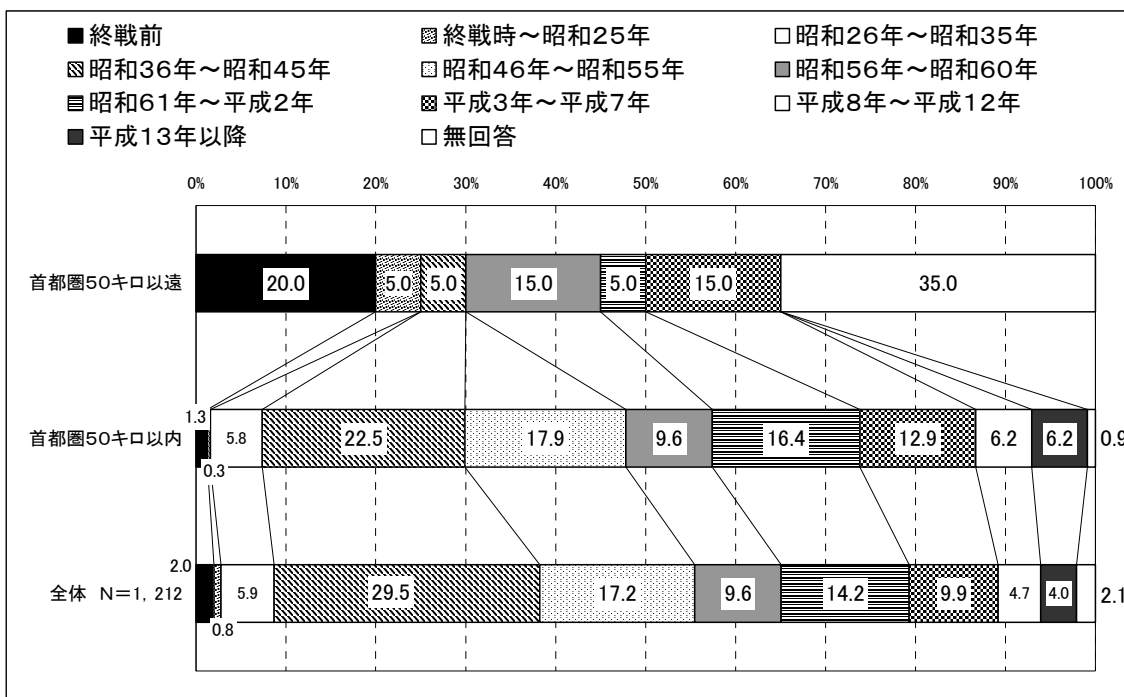 ■終戦前 終戦時～昭和25年 □昭和26年～昭和35年
昭和36年～昭和45年 昭和46年～昭和55年 ■昭和56年～昭和60年
昭和61年～平成2年 平成3年～平成7年 □平成8年～平成12年
■平成13年以降 □無回答
0% 10% 20% 30% 40% 50% 60% 70% 80% 90% 100%
首都圏50キロ以遠 20.0 5.0 5.0 15.0 5.0 15.0 35.0
首都圏50キロ以内 1.3 0.3 5.8 22.5 17.9 9.6 16.4 12.9 6.2 6.2 0.9
全体 N=1,212 2.0 0.8 5.9 29.5 17.2 9.6 14.2 9.9 4.7 4.0 2.1